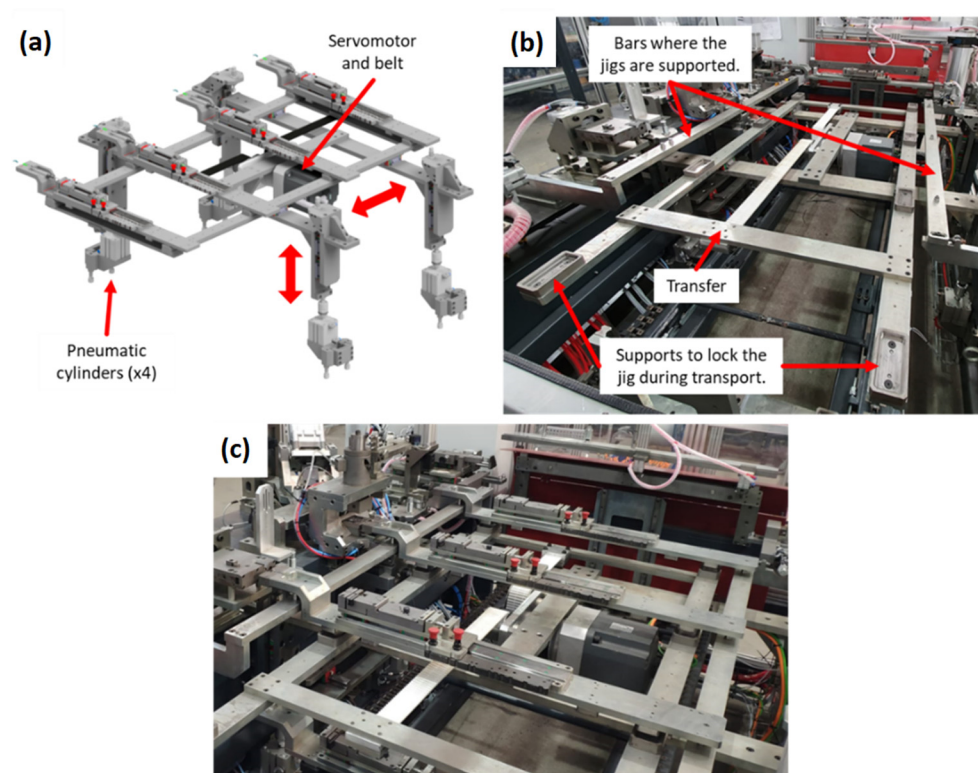 (a)
Servomotor
and belt
Pneumatic
cylinders (x4)
(b)
Bars where the
jigs are supported.
Transfer
Supports to lock the
jig during transport.
(c)